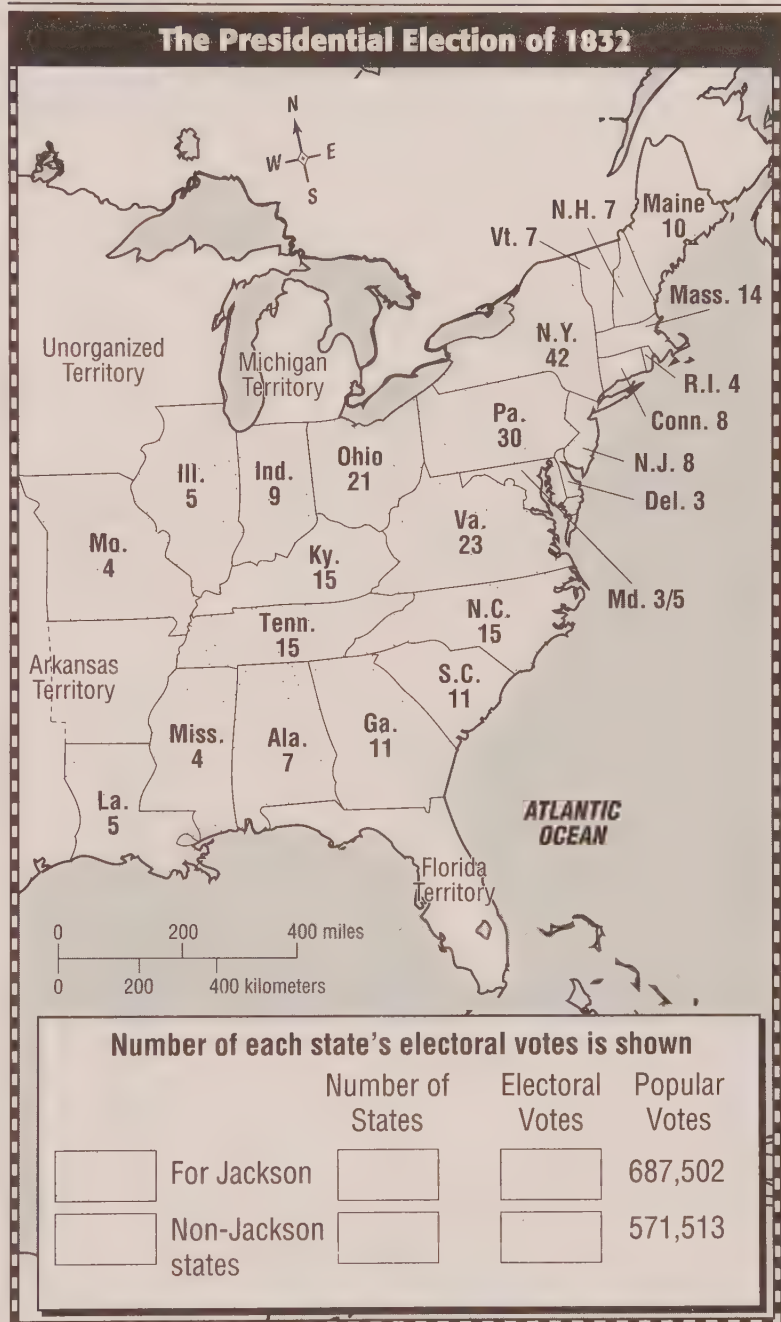 The Presidential Election of 1832
N
W E
S
Maine
10
N.H. 7
Vt. 7
Mass. 14
N.Y.
42
R.I. 4
Conn. 8
Unorganized
Territory
Michigan
Territory
Pa.
30
N.J. 8
Del. 3
Ill.
5
Ind.
9
Ohio
21
Mo.
4
Va.
23
Ky.
15
Md. 3/5
N.C.
15
Tenn.
15
Arkansas
Territory
S.C.
11
Miss.
4
Ala.
7
Ga.
11
La.
5
ATLANTIC
OCEAN
Florida
Territory
0 200 400 miles
0 200 400 kilometers
Number of each state's electoral votes is shown
Number of States
Electoral Votes
Popular Votes
For Jackson 687,502
Non-Jackson states 571,513